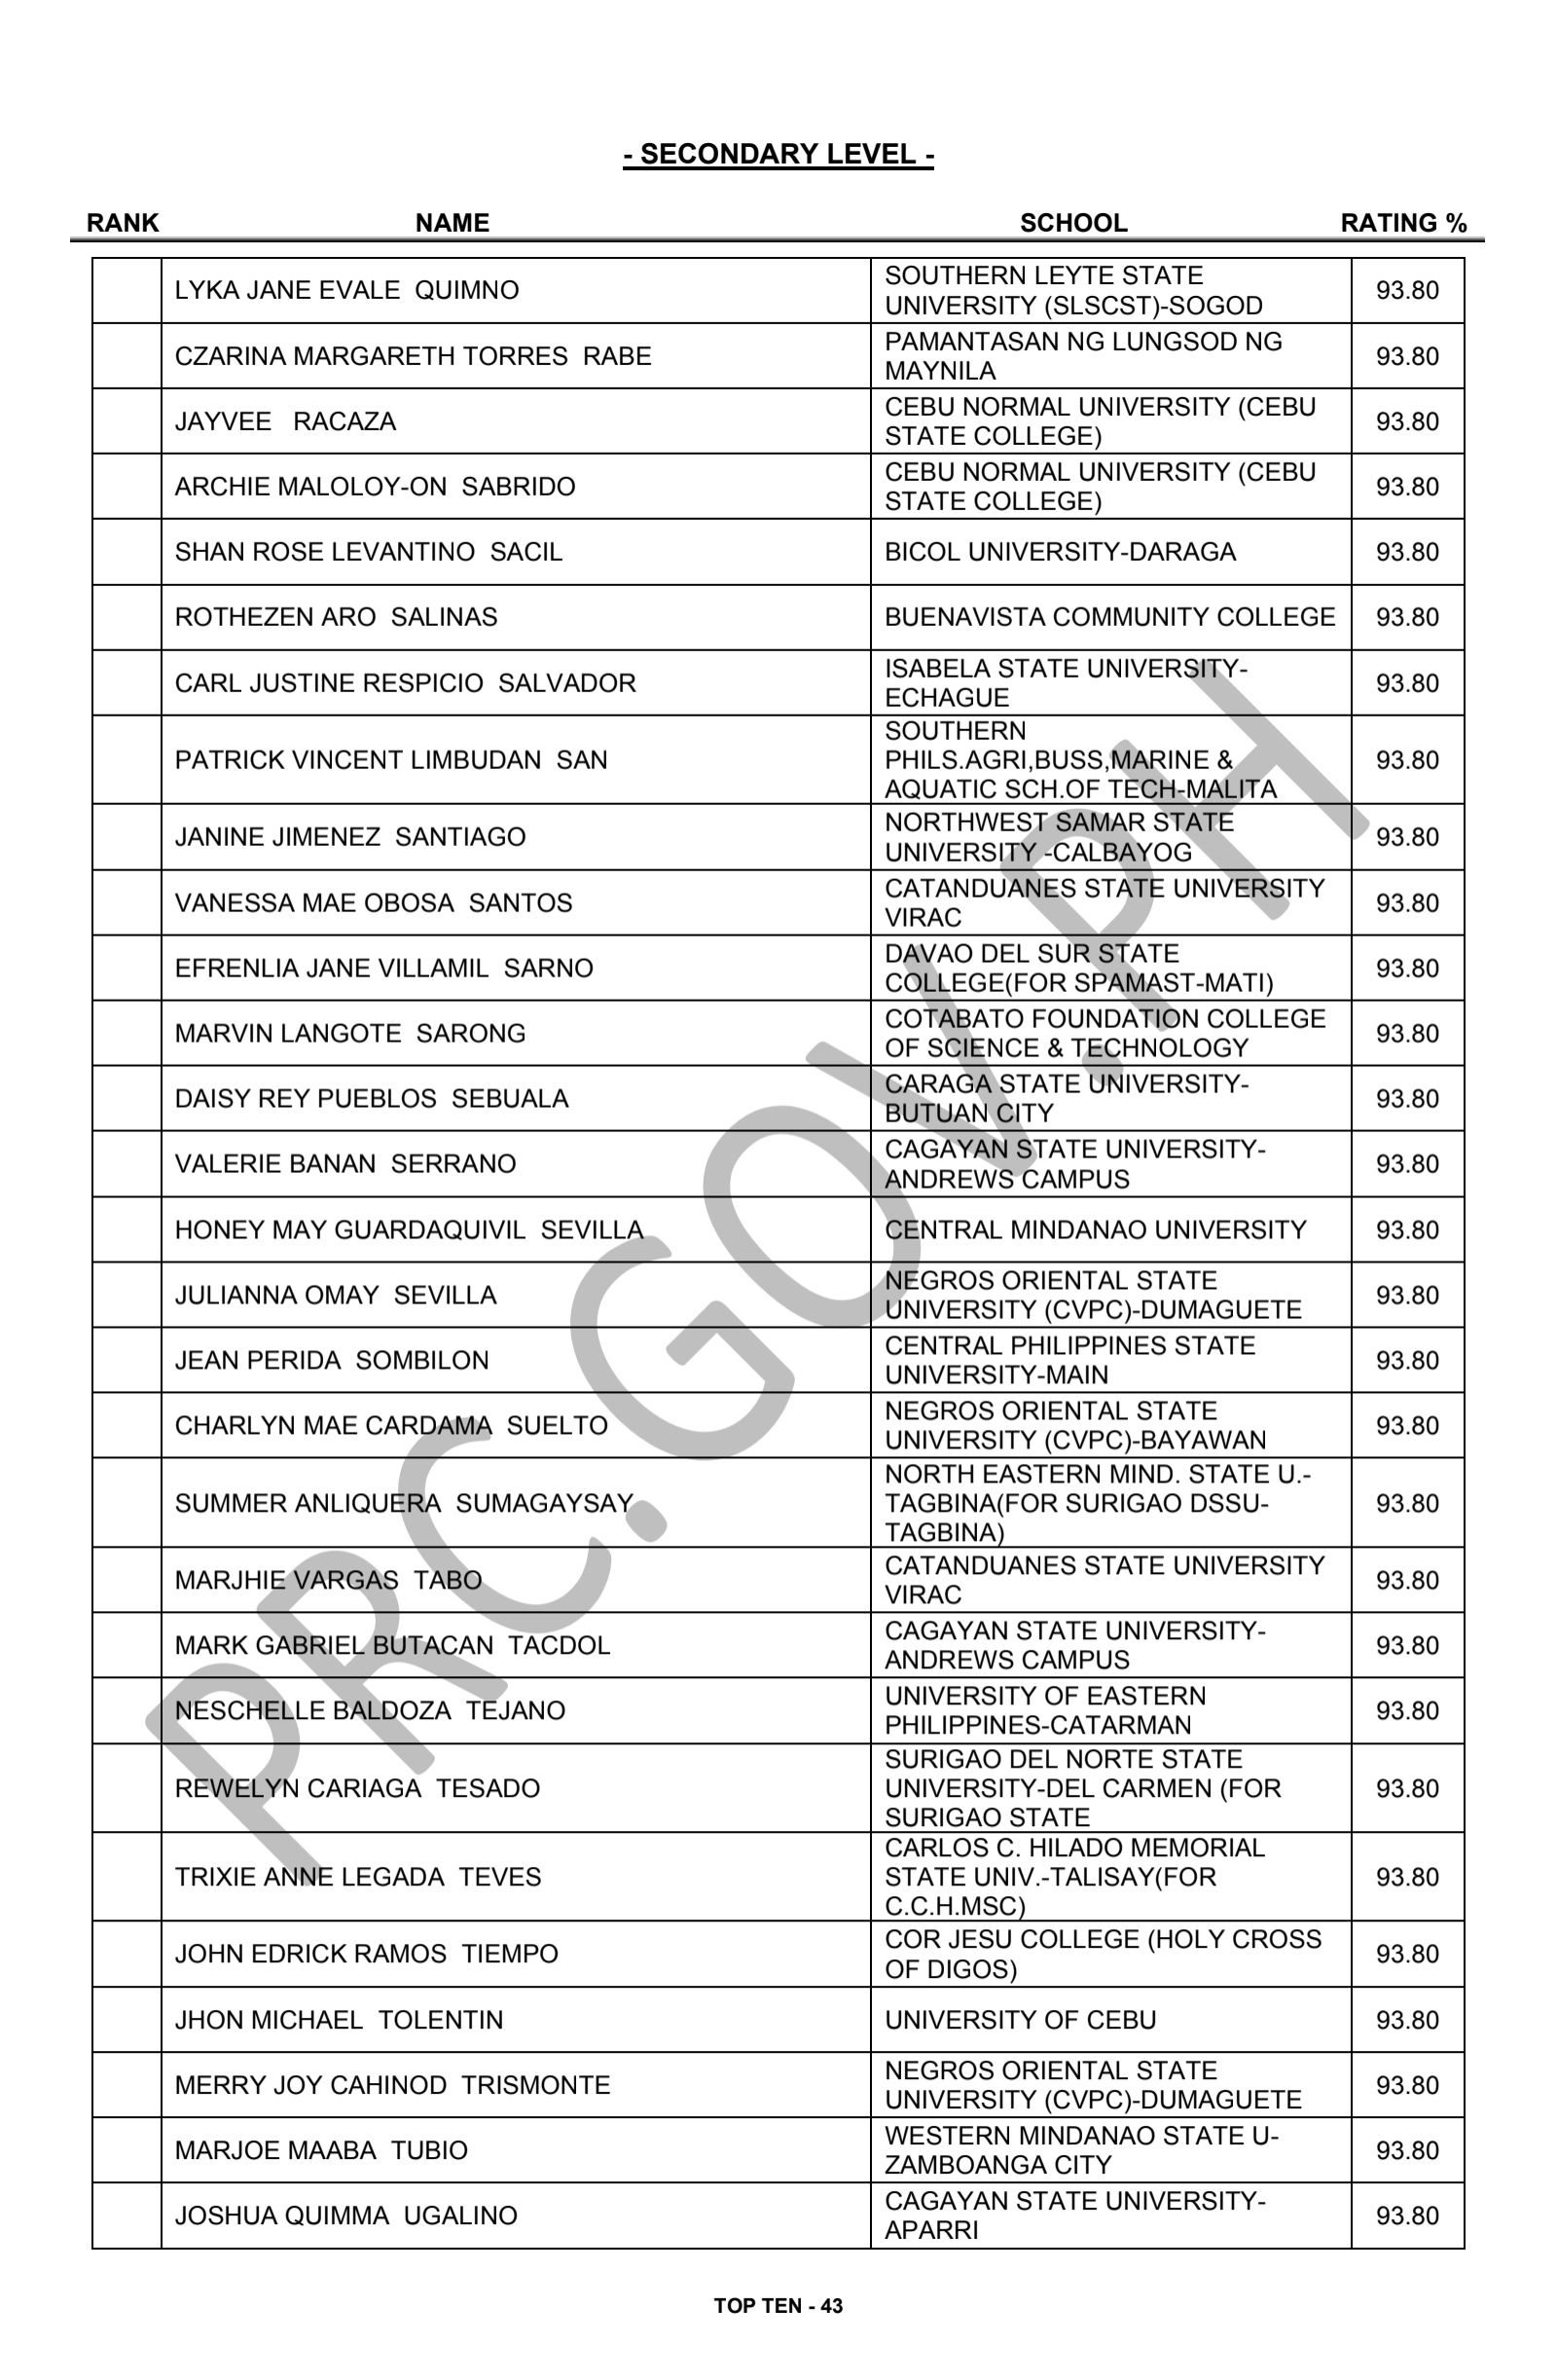 - SECONDARY LEVEL -
RANK NAME SCHOOL RATING %
LYKA JANE EVALE  QUIMNO
SOUTHERN LEYTE STATE
UNIVERSITY (SLSCST)-SOGOD
93.80
CZARINA MARGARETH TORRES  RABE
PAMANTASAN NG LUNGSOD NG
MAYNILA
93.80
JAYVEE   RACAZA
CEBU NORMAL UNIVERSITY (CEBU
STATE COLLEGE)
93.80
ARCHIE MALOLOY-ON  SABRIDO
CEBU NORMAL UNIVERSITY (CEBU
STATE COLLEGE)
93.80
SHAN ROSE LEVANTINO  SACIL
BICOL UNIVERSITY-DARAGA
93.80
ROTHEZEN ARO  SALINAS
BUENAVISTA COMMUNITY COLLEGE
93.80
CARL JUSTINE RESPICIO  SALVADOR
ISABELA STATE UNIVERSITY-
ECHAGUE
93.80
PATRICK VINCENT LIMBUDAN  SAN
SOUTHERN
PHILS.AGRI,BUSS,MARINE &
AQUATIC SCH.OF TECH-MALITA
93.80
JANINE JIMENEZ  SANTIAGO
NORTHWEST SAMAR STATE
UNIVERSITY -CALBAYOG
93.80
VANESSA MAE OBOSA  SANTOS
CATANDUANES STATE UNIVERSITY
VIRAC
93.80
EFRENLIA JANE VILLAMIL  SARNO
DAVAO DEL SUR STATE
COLLEGE(FOR SPAMAST-MATI)
93.80
MARVIN LANGOTE  SARONG
COTABATO FOUNDATION COLLEGE
OF SCIENCE & TECHNOLOGY
93.80
DAISY REY PUEBLOS  SEBUALA
CARAGA STATE UNIVERSITY-
BUTUAN CITY
93.80
VALERIE BANAN  SERRANO
CAGAYAN STATE UNIVERSITY-
ANDREWS CAMPUS
93.80
HONEY MAY GUARDAQUIVIL  SEVILLA
CENTRAL MINDANAO UNIVERSITY
93.80
JULIANNA OMAY  SEVILLA
NEGROS ORIENTAL STATE
UNIVERSITY (CVPC)-DUMAGUETE
93.80
JEAN PERIDA  SOMBILON
CENTRAL PHILIPPINES STATE
UNIVERSITY-MAIN
93.80
CHARLYN MAE CARDAMA  SUELTO
NEGROS ORIENTAL STATE
UNIVERSITY (CVPC)-BAYAWAN
93.80
SUMMER ANLIQUERA  SUMAGAYSAY
NORTH EASTERN MIND. STATE U.-
TAGBINA(FOR SURIGAO DSSU-
TAGBINA)
93.80
MARJHIE VARGAS  TABO
CATANDUANES STATE UNIVERSITY
VIRAC
93.80
MARK GABRIEL BUTACAN  TACDOL
CAGAYAN STATE UNIVERSITY-
ANDREWS CAMPUS
93.80
NESCHELLE BALDOZA  TEJANO
UNIVERSITY OF EASTERN
PHILIPPINES-CATARMAN
93.80
REWELYN CARIAGA  TESADO
SURIGAO DEL NORTE STATE
UNIVERSITY-DEL CARMEN (FOR
SURIGAO STATE
93.80
TRIXIE ANNE LEGADA  TEVES
CARLOS C. HILADO MEMORIAL
STATE UNIV.-TALISAY(FOR
C.C.H.MSC)
93.80
JOHN EDRICK RAMOS  TIEMPO
COR JESU COLLEGE (HOLY CROSS
OF DIGOS)
93.80
JHON MICHAEL  TOLENTIN
UNIVERSITY OF CEBU
93.80
MERRY JOY CAHINOD  TRISMONTE
NEGROS ORIENTAL STATE
UNIVERSITY (CVPC)-DUMAGUETE
93.80
MARJOE MAABA  TUBIO
WESTERN MINDANAO STATE U-
ZAMBOANGA CITY
93.80
JOSHUA QUIMMA  UGALINO
CAGAYAN STATE UNIVERSITY-
APARRI
93.80
PRC.GOV.PH
TOP TEN - 43